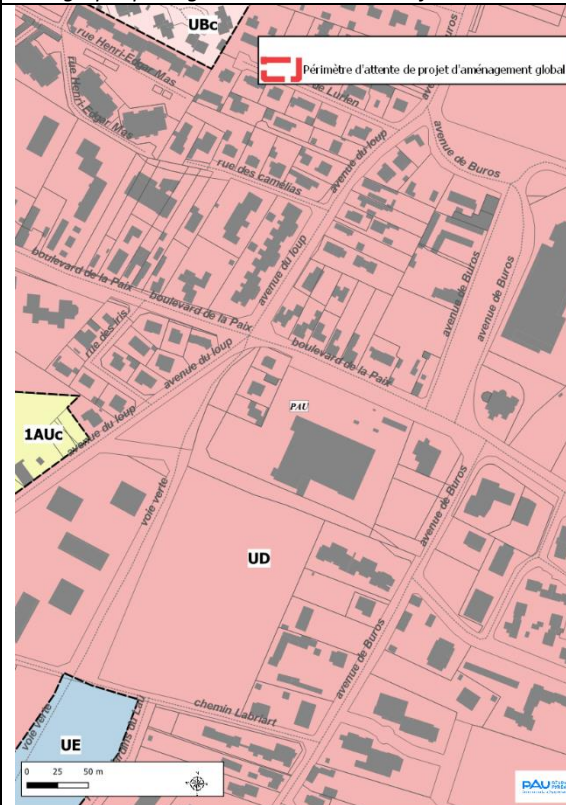 UBc
rue Henri-Edgar Mas
Périmètre d'attente de projet d'aménagement global
rue Henri-Edgar Mas
de Lurien
avenue du loup
avenue de Buros
rue des camélias
boulevard de la Paix
avenue du loup
avenue de Buros
avenue de Buros
boulevard de la Paix
rue des iris
avenue du loup
boulevard de la Paix
PAU
1AUc
avenue du loup
voie verte
avenue de Buros
UD
avenue de Buros
chemin Labriart
voie verte
UE
0 25 50 m
PAU